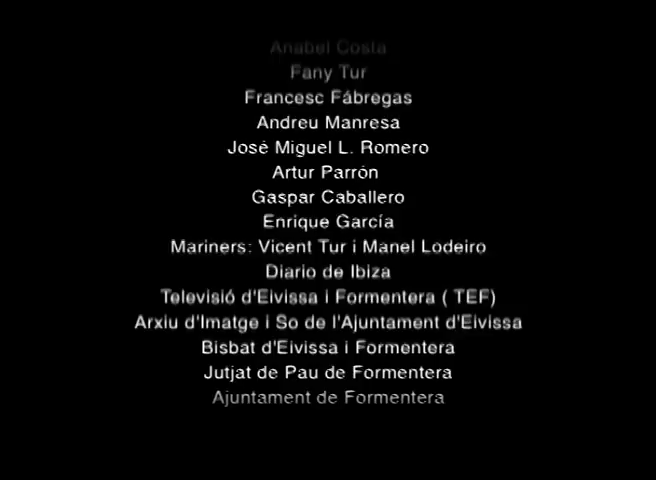 Anabel Costa
Fany Tur
Francesc Fábregas
Andreu Manresa
José Miguel L. Romero
Artur Parrón
Gaspar Caballero
Enrique García
Mariners: Vicent Tur i Manel Lodeiro
Diario de Ibiza
Televisió d'Eivissa i Formentera ( TEF)
Arxiu d'Imatge i So de l'Ajuntament d'Eivissa
Bisbat d'Eivissa i Formentera
Jutjat de Pau de Formentera
Ajuntament de Formentera